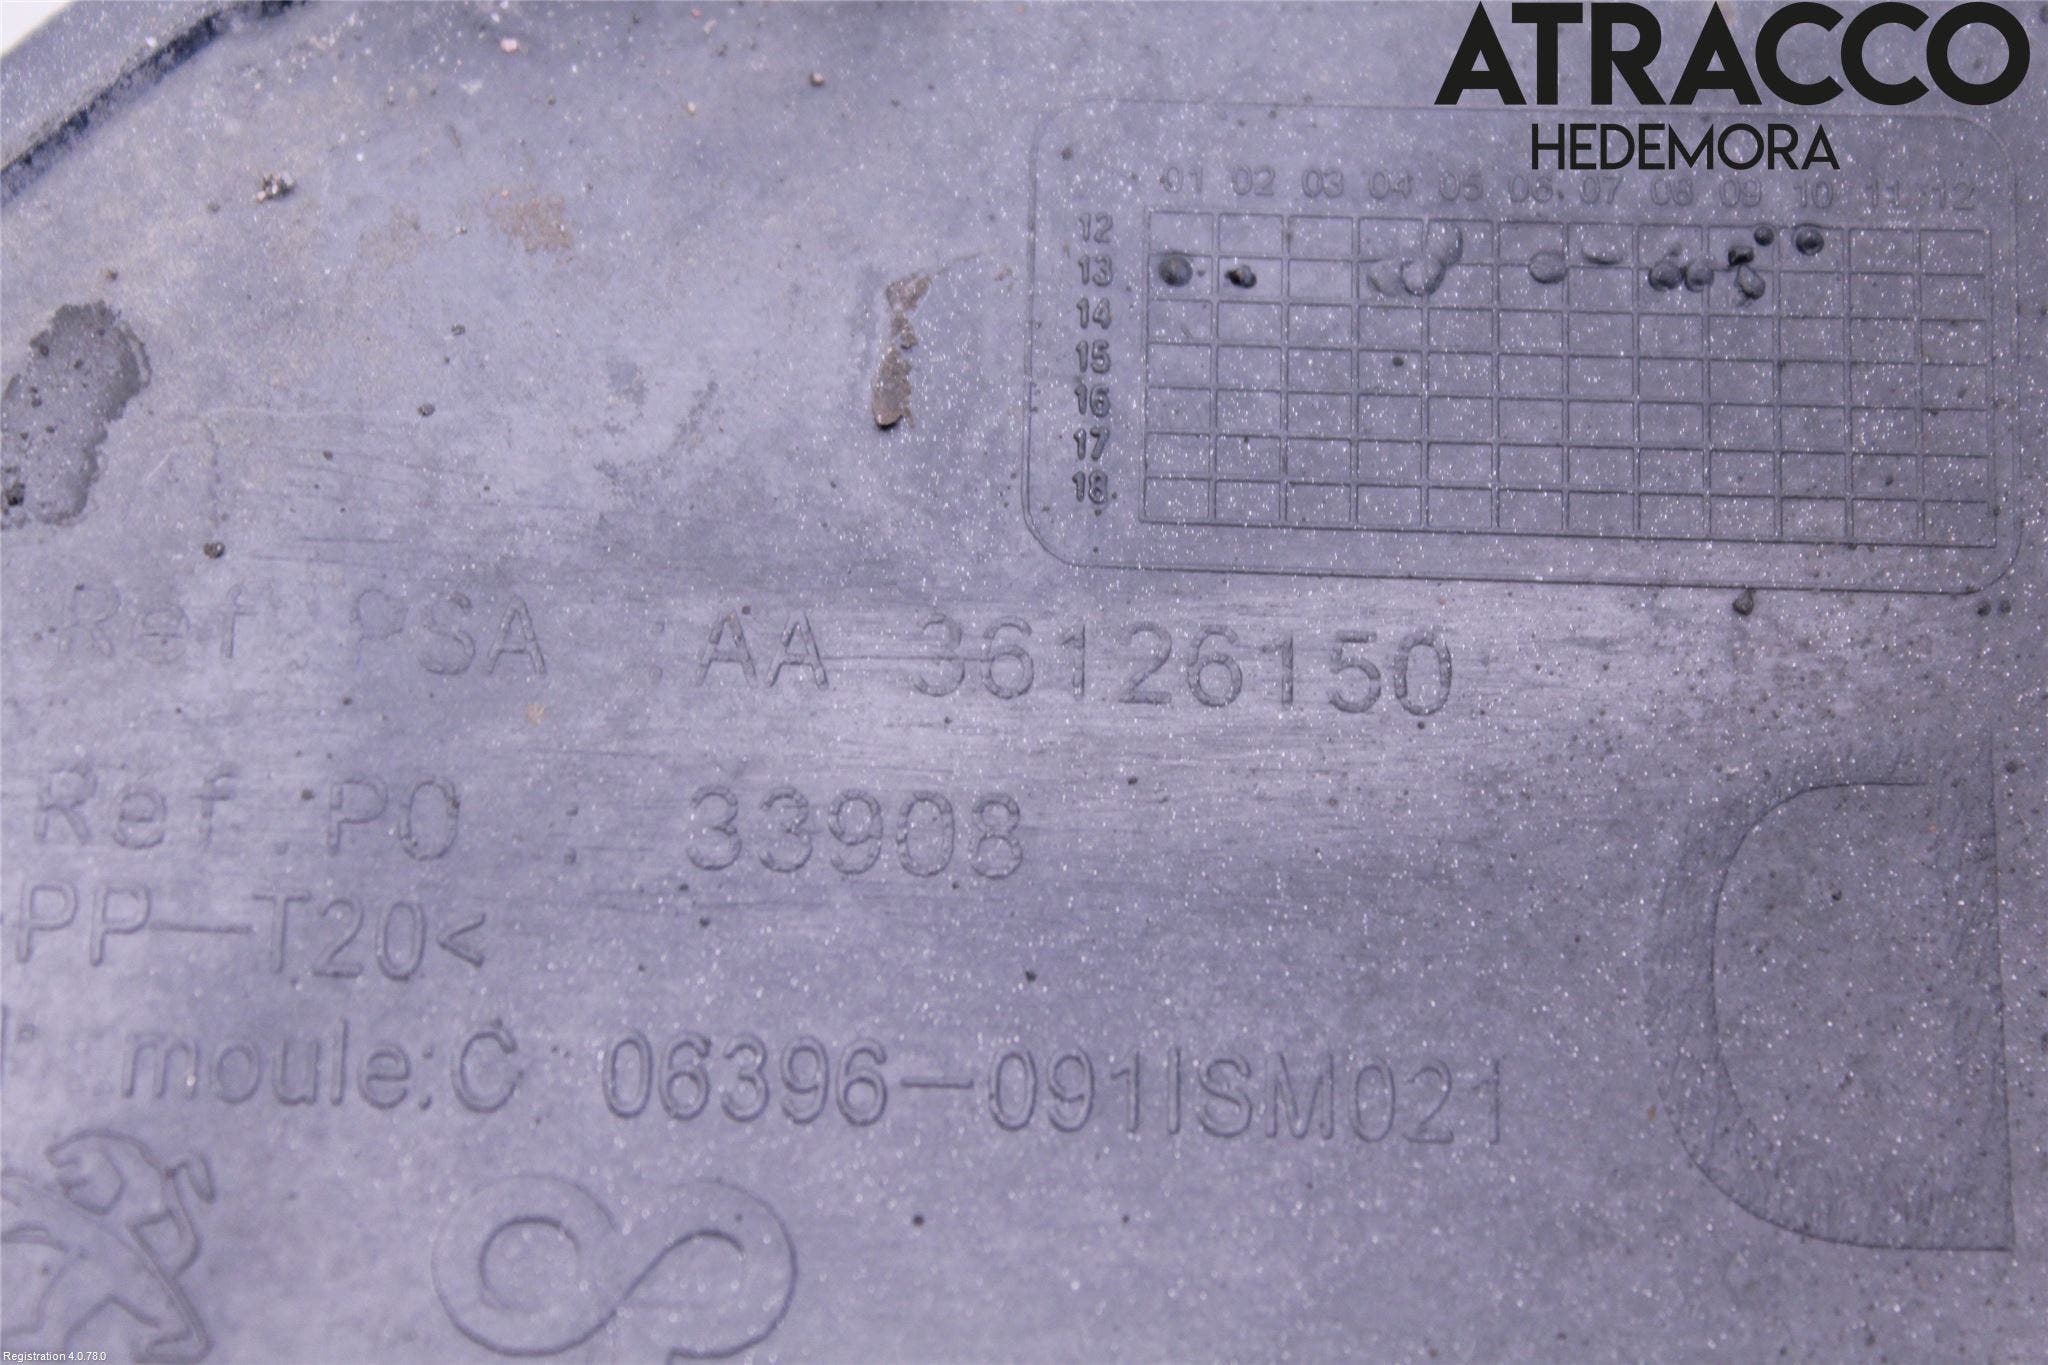 ATRACCO
HEDEMORA
01 02 03 04 05 06 07 08 09 10 11 12
12
13
14
15
16
17
18
Ref. PSA : AA 36126150
Ref. PO : 33908
PP-T20<
moule:C 06396-091ISM021
Registration 4.0.78.0